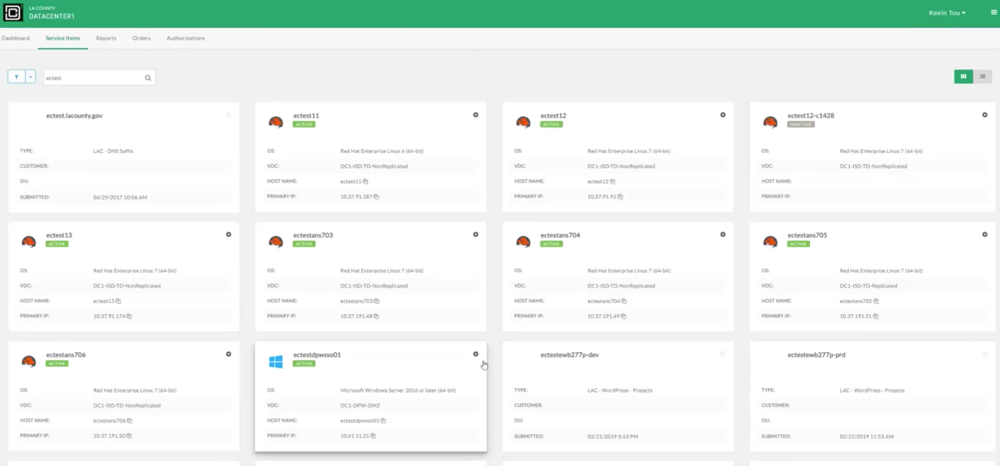 LA COUNTY
DATACENTER1
Kevin Tou
Dashboard
Service Items
Reports
Orders
Authorizations
ectest
ectest.lacounty.gov
TYPE: LAC - DNS Suffix
CUSTOMER:
OU:
SUBMITTED: 06/29/2017 10:06 AM
ectest11
ACTIVE
OS: Red Hat Enterprise Linux 6 (64-bit)
VDC: DC1-ISD-TD-NonReplicated
HOST NAME: ectest11
PRIMARY IP: 10.37.91.187
ectest12
ACTIVE
OS: Red Hat Enterprise Linux 7 (64-bit)
VDC: DC1-ISD-TD-NonReplicated
HOST NAME: ectest12
PRIMARY IP: 10.37.91.91
ectest12-c1428
INACTIVE
OS: Red Hat Enterprise Linux 7 (64-bit)
VDC: DC1-ISD-TD-NonReplicated
HOST NAME:
PRIMARY IP:
ectest13
ACTIVE
OS: Red Hat Enterprise Linux 7 (64-bit)
VDC: DC1-ISD-TD-NonReplicated
HOST NAME: ectest13
PRIMARY IP: 10.37.91.174
ectestans703
ACTIVE
OS: Red Hat Enterprise Linux 7 (64-bit)
VDC: DC1-ISD-TD-NonReplicated
HOST NAME: ectestans703
PRIMARY IP: 10.37.191.48
ectestans704
ACTIVE
OS: Red Hat Enterprise Linux 7 (64-bit)
VDC: DC1-ISD-TD-NonReplicated
HOST NAME: ectestans704
PRIMARY IP: 10.37.191.49
ectestans705
ACTIVE
OS: Red Hat Enterprise Linux 7 (64-bit)
VDC: DC1-ISD-TD-Replicated
HOST NAME: ectestans705
PRIMARY IP: 10.37.191.51
ectestans706
ACTIVE
OS: Red Hat Enterprise Linux 7 (64-bit)
VDC: DC1-ISD-TD-NonReplicated
HOST NAME: ectestans706
PRIMARY IP: 10.37.191.50
ectestdpwsso01
ACTIVE
OS: Microsoft Windows Server 2016 or later (64-bit)
VDC: DC1-DPW-DMZ
HOST NAME: ectestdpwsso01
PRIMARY IP: 10.61.11.21
ectestewb277p-dev
TYPE: LAC - WordPress - Projects
CUSTOMER:
OU:
SUBMITTED: 02/21/2019 5:43 PM
ectestewb277p-prd
TYPE: LAC - WordPress - Projects
CUSTOMER:
OU:
SUBMITTED: 02/22/2019 11:53 AM